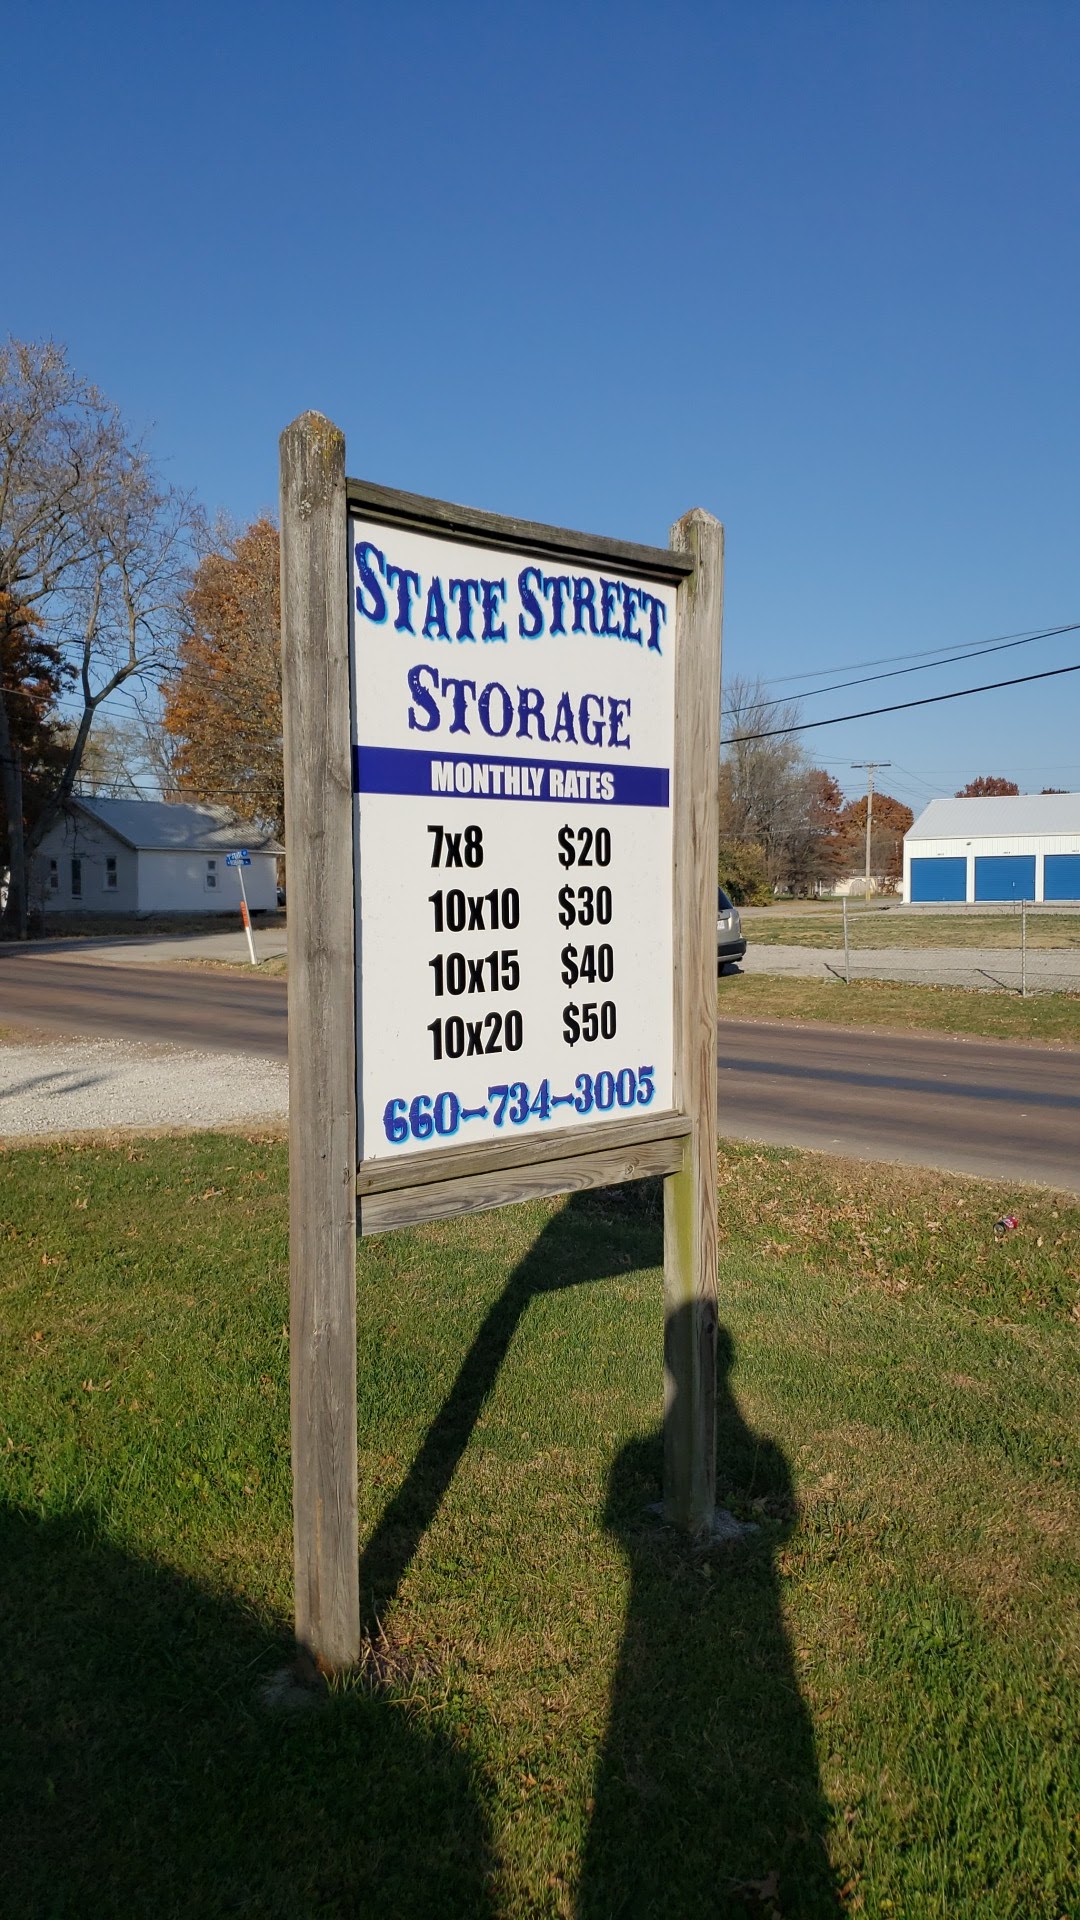 STATE STREET
STORAGE
MONTHLY RATES
7x8 $20
10x10 $30
10x15 $40
10x20 $50
660-734-3005